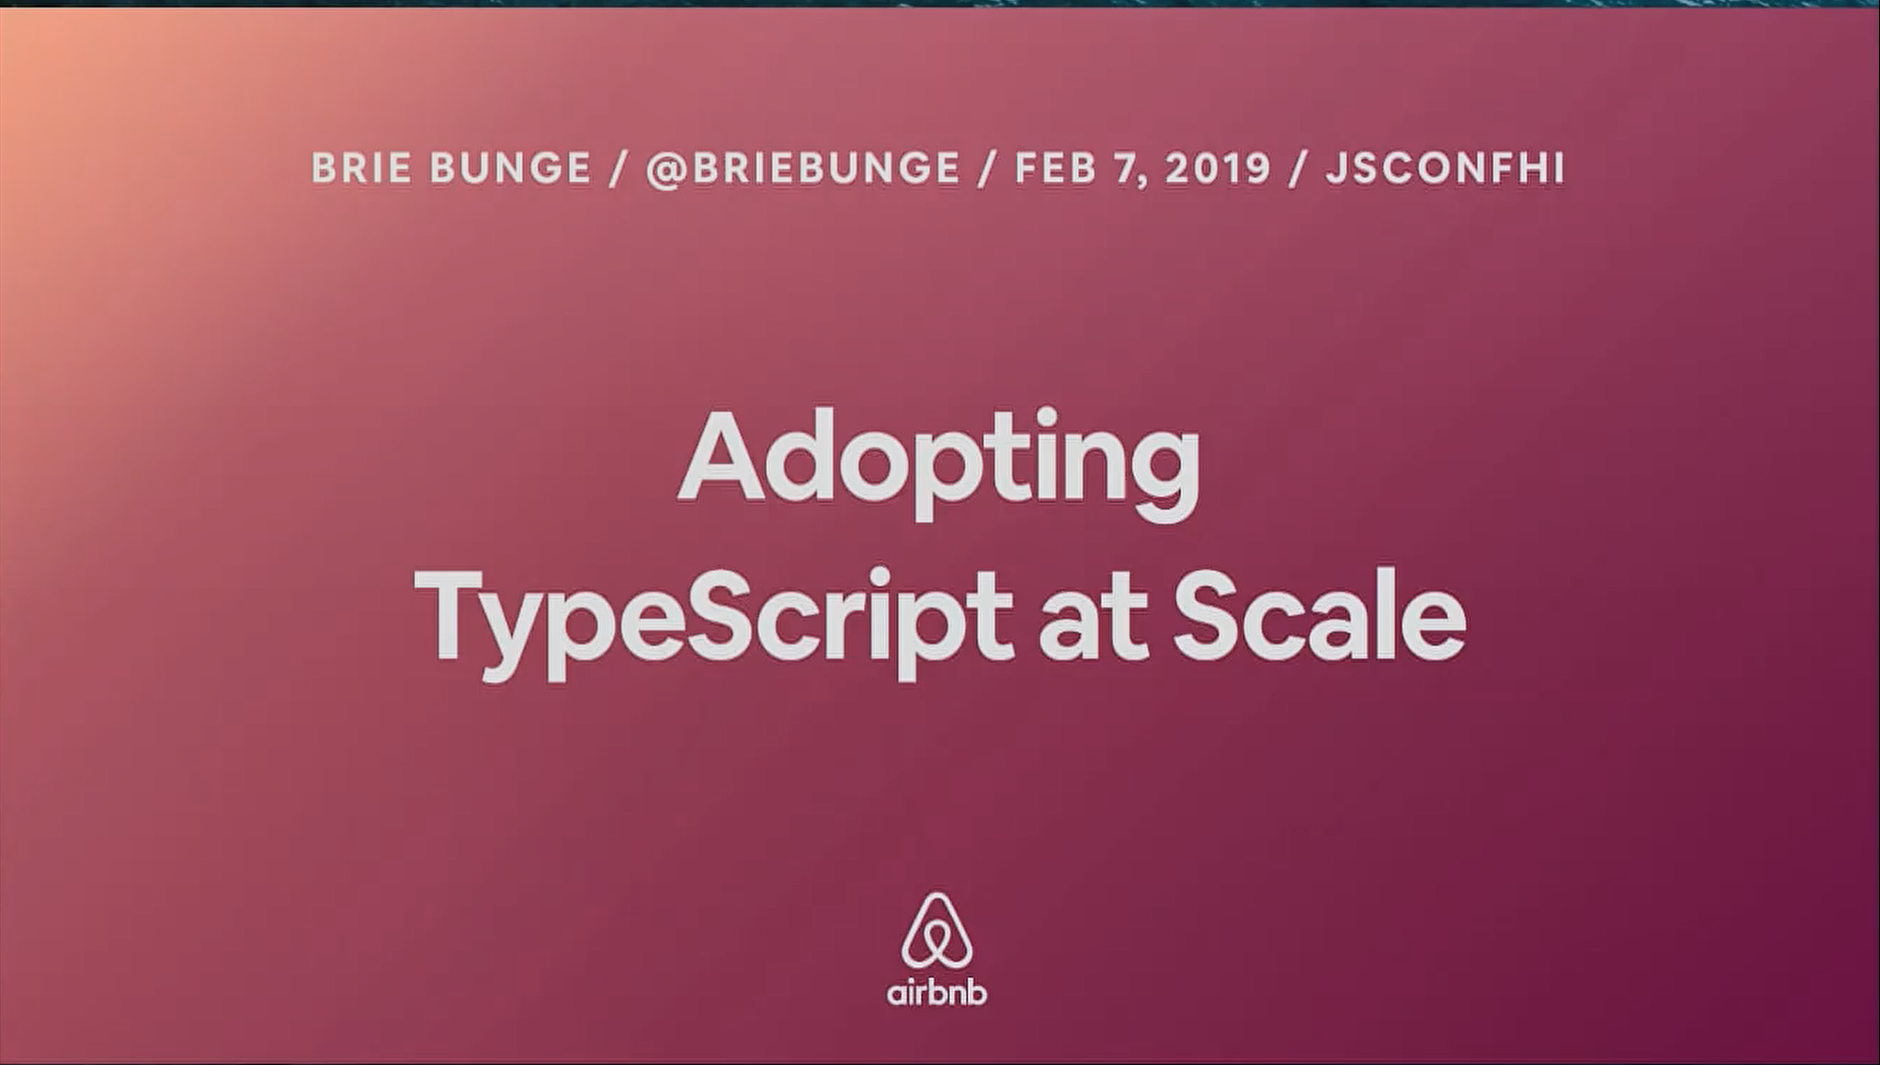 BRIE BUNGE / @BRIEBUNGE / FEB 7, 2019 / JSCONFHI
Adopting
TypeScript at Scale
airbnb